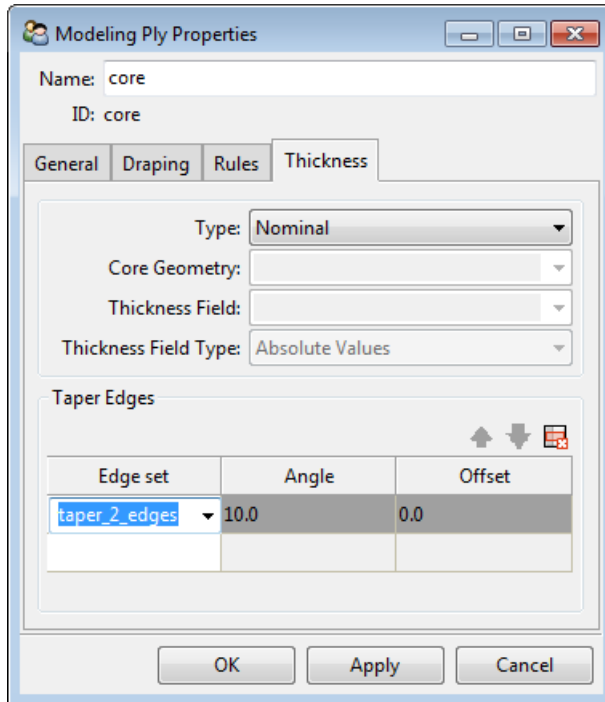 Modeling Ply Properties
Name: core
ID: core
General Draping Rules Thickness
Type: Nominal
Core Geometry:
Thickness Field:
Thickness Field Type: Absolute Values
Taper Edges
Edge set Angle Offset
taper_2_edges 10.0 0.0
OK Apply Cancel